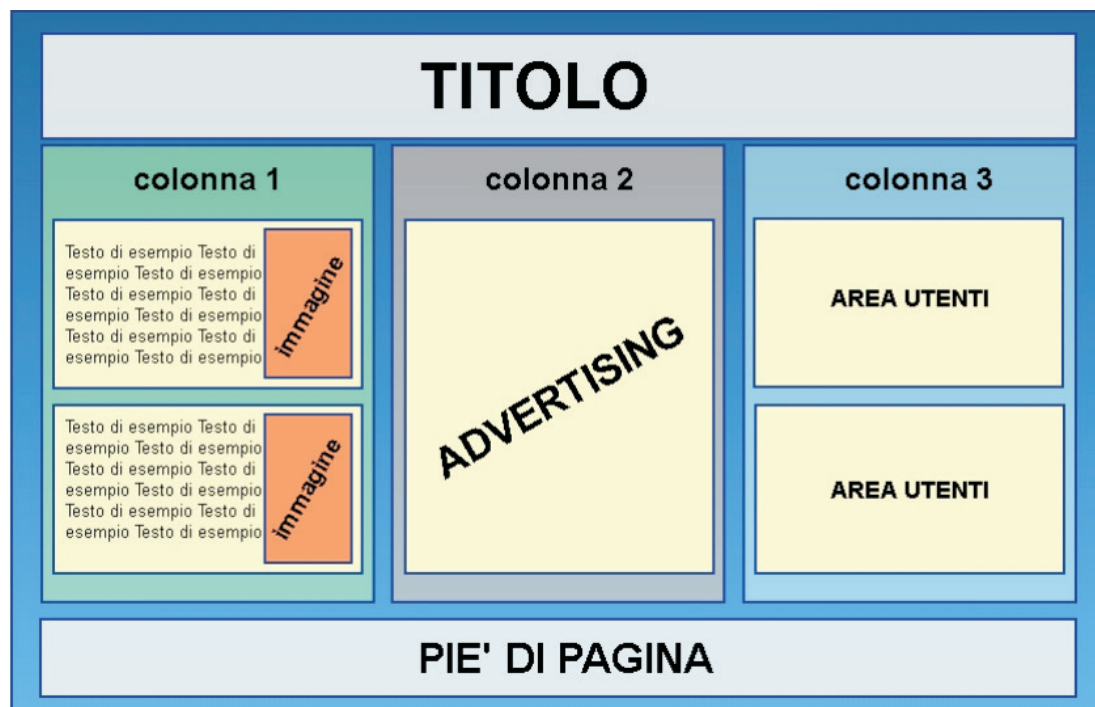 TITOLO
colonna 1
Testo di esempio Testo di
esempio Testo di esempio
Testo di esempio Testo di
esempio Testo di esempio
Testo di esempio Testo di
esempio Testo di esempio
immagine
Testo di esempio Testo di
esempio Testo di esempio
Testo di esempio Testo di
esempio Testo di esempio
Testo di esempio Testo di
esempio Testo di esempio
immagine
colonna 2
ADVERTISING
colonna 3
AREA UTENTI
AREA UTENTI
PIE' DI PAGINA